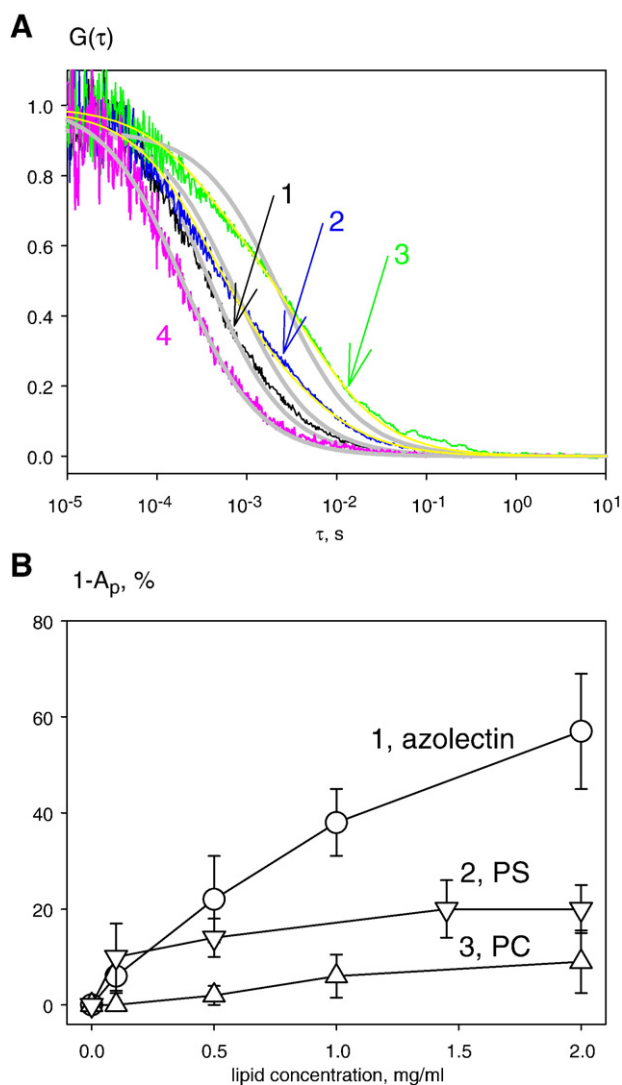 A
G(τ)
1.0
0.8
0.6
0.4
0.2
0.0
1
2
3
4
10⁻⁵ 10⁻⁴ 10⁻³ 10⁻² 10⁻¹ 10⁰ 10¹
τ, s
B
1-Aₚ, %
80
60
40
20
0
1, azolectin
2, PS
3, PC
0.0 0.5 1.0 1.5 2.0
lipid concentration, mg/ml